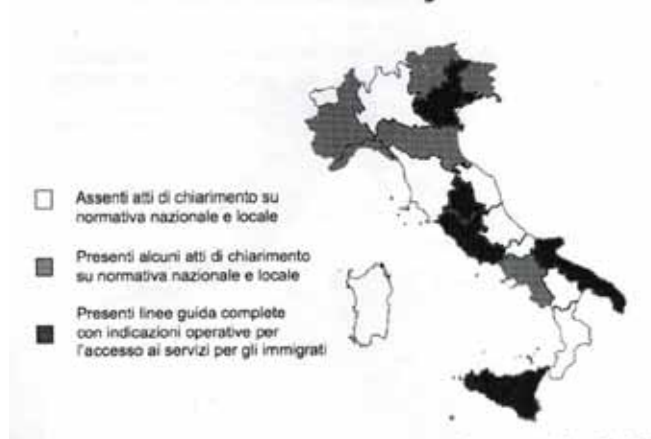 Assenti atti di chiarimento su
normativa nazionale e locale
Presenti alcuni atti di chiarimento
su normativa nazionale e locale
Presenti linee guida complete
con indicazioni operative per
l'accesso ai servizi per gli immigrati